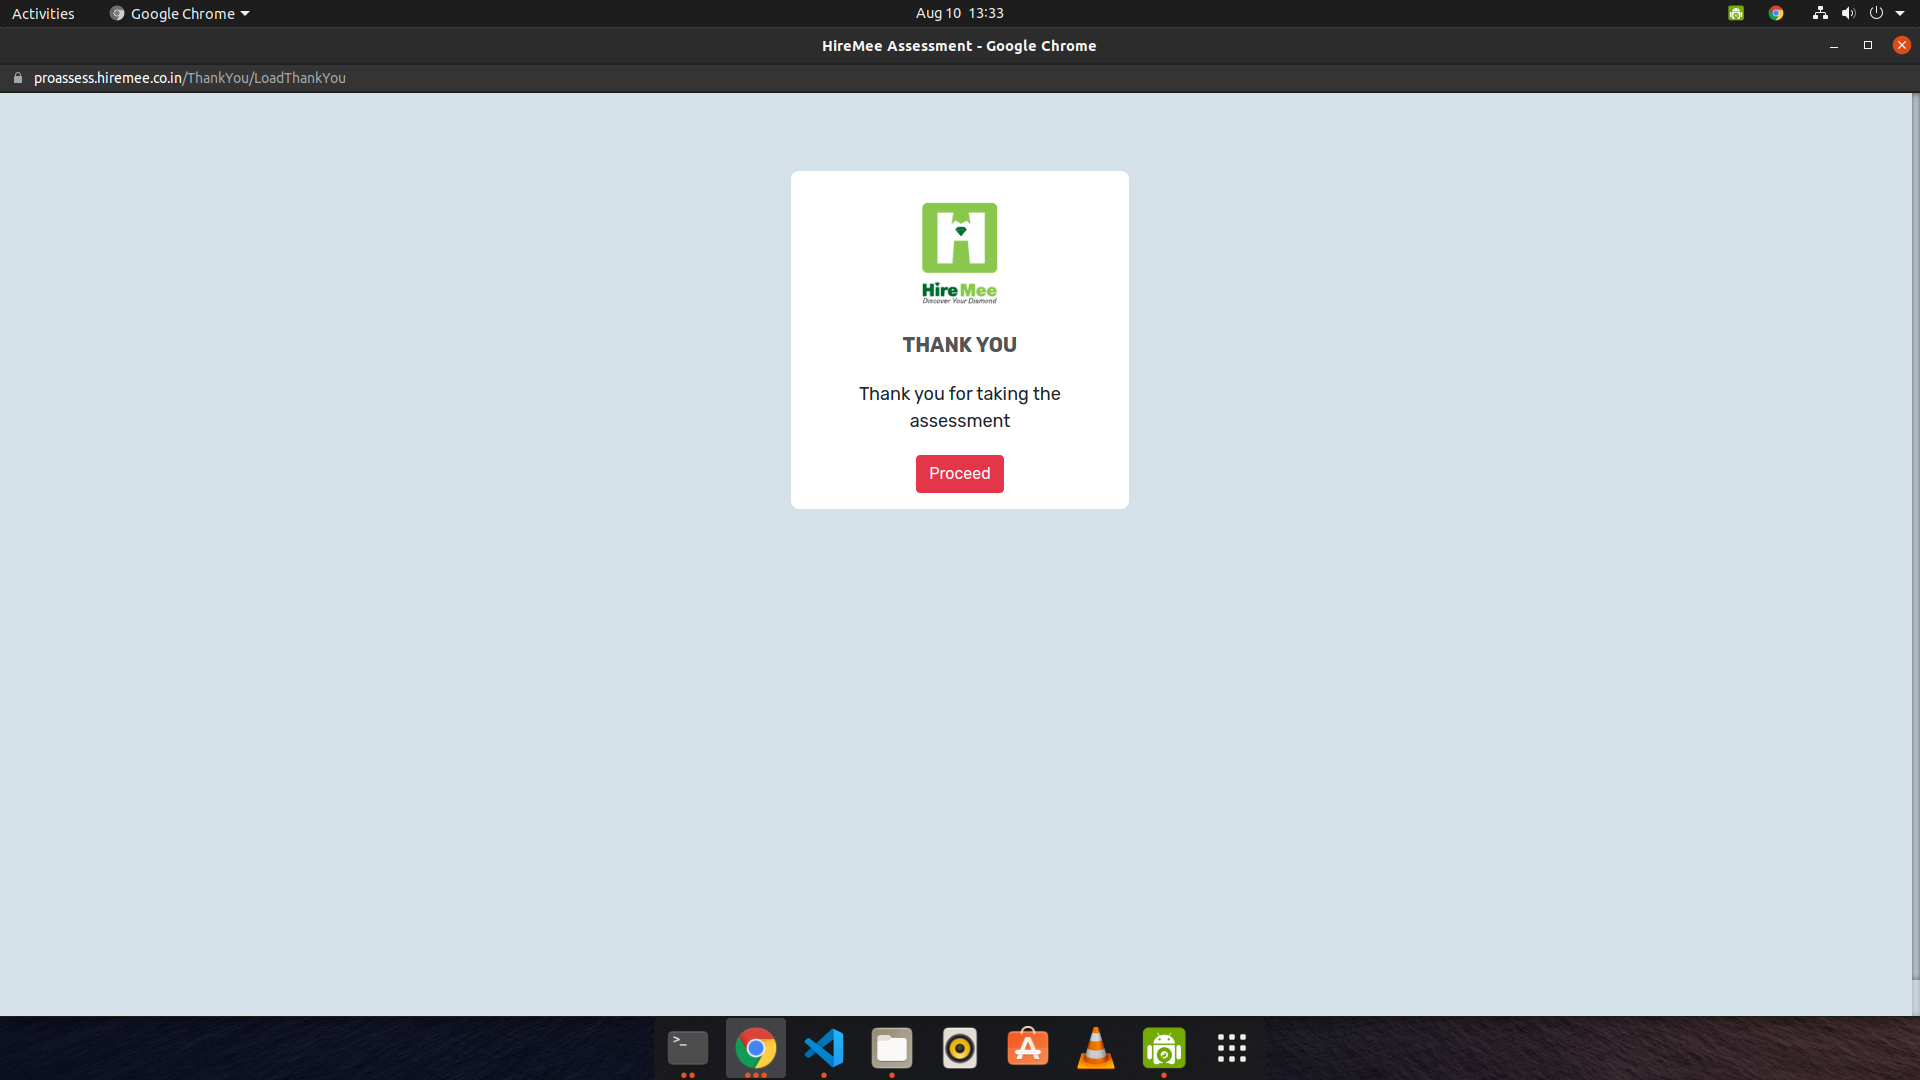 Activities
Google Chrome
Aug 10 13:33
HireMee Assessment - Google Chrome
proassess.hiremee.co.in/ThankYou/LoadThankYou
HireMee
Discover Your Diamond
THANK YOU
Thank you for taking the
assessment
Proceed
>_